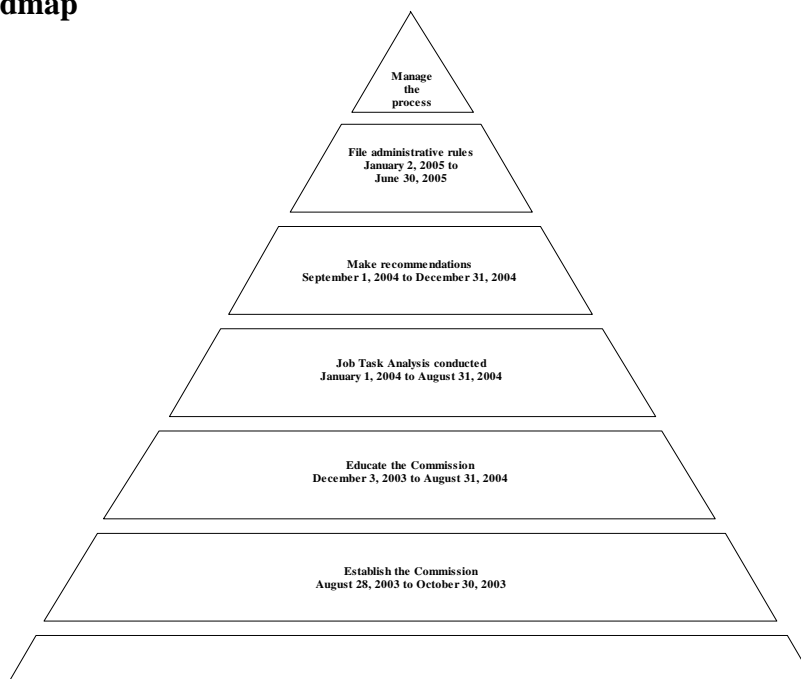 dmap
Manage
the
process
File administrative rules
January 2, 2005 to
June 30, 2005
Make recommendations
September 1, 2004 to December 31, 2004
Job Task Analysis conducted
January 1, 2004 to August 31, 2004
Educate the Commission
December 3, 2003 to August 31, 2004
Establish the Commission
August 28, 2003 to October 30, 2003